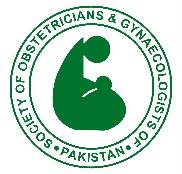 SOCIETY OF OBSTETRICIANS & GYNAECOLOGISTS OF
• PAKISTAN •